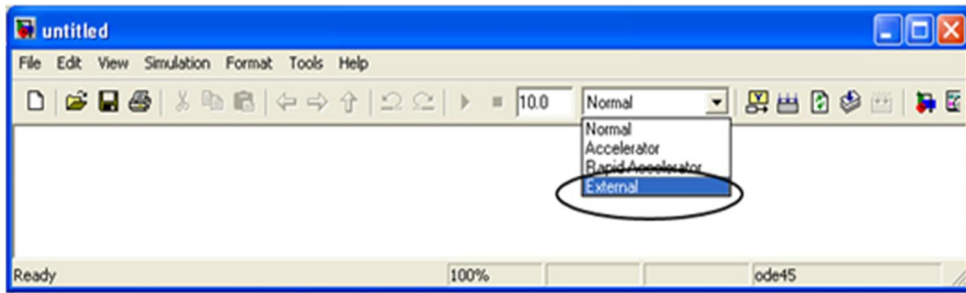 untitled
File Edit View Simulation Format Tools Help
10.0 Normal
Normal
Accelerator
Rapid Accelerator
External
Ready 100% ode45